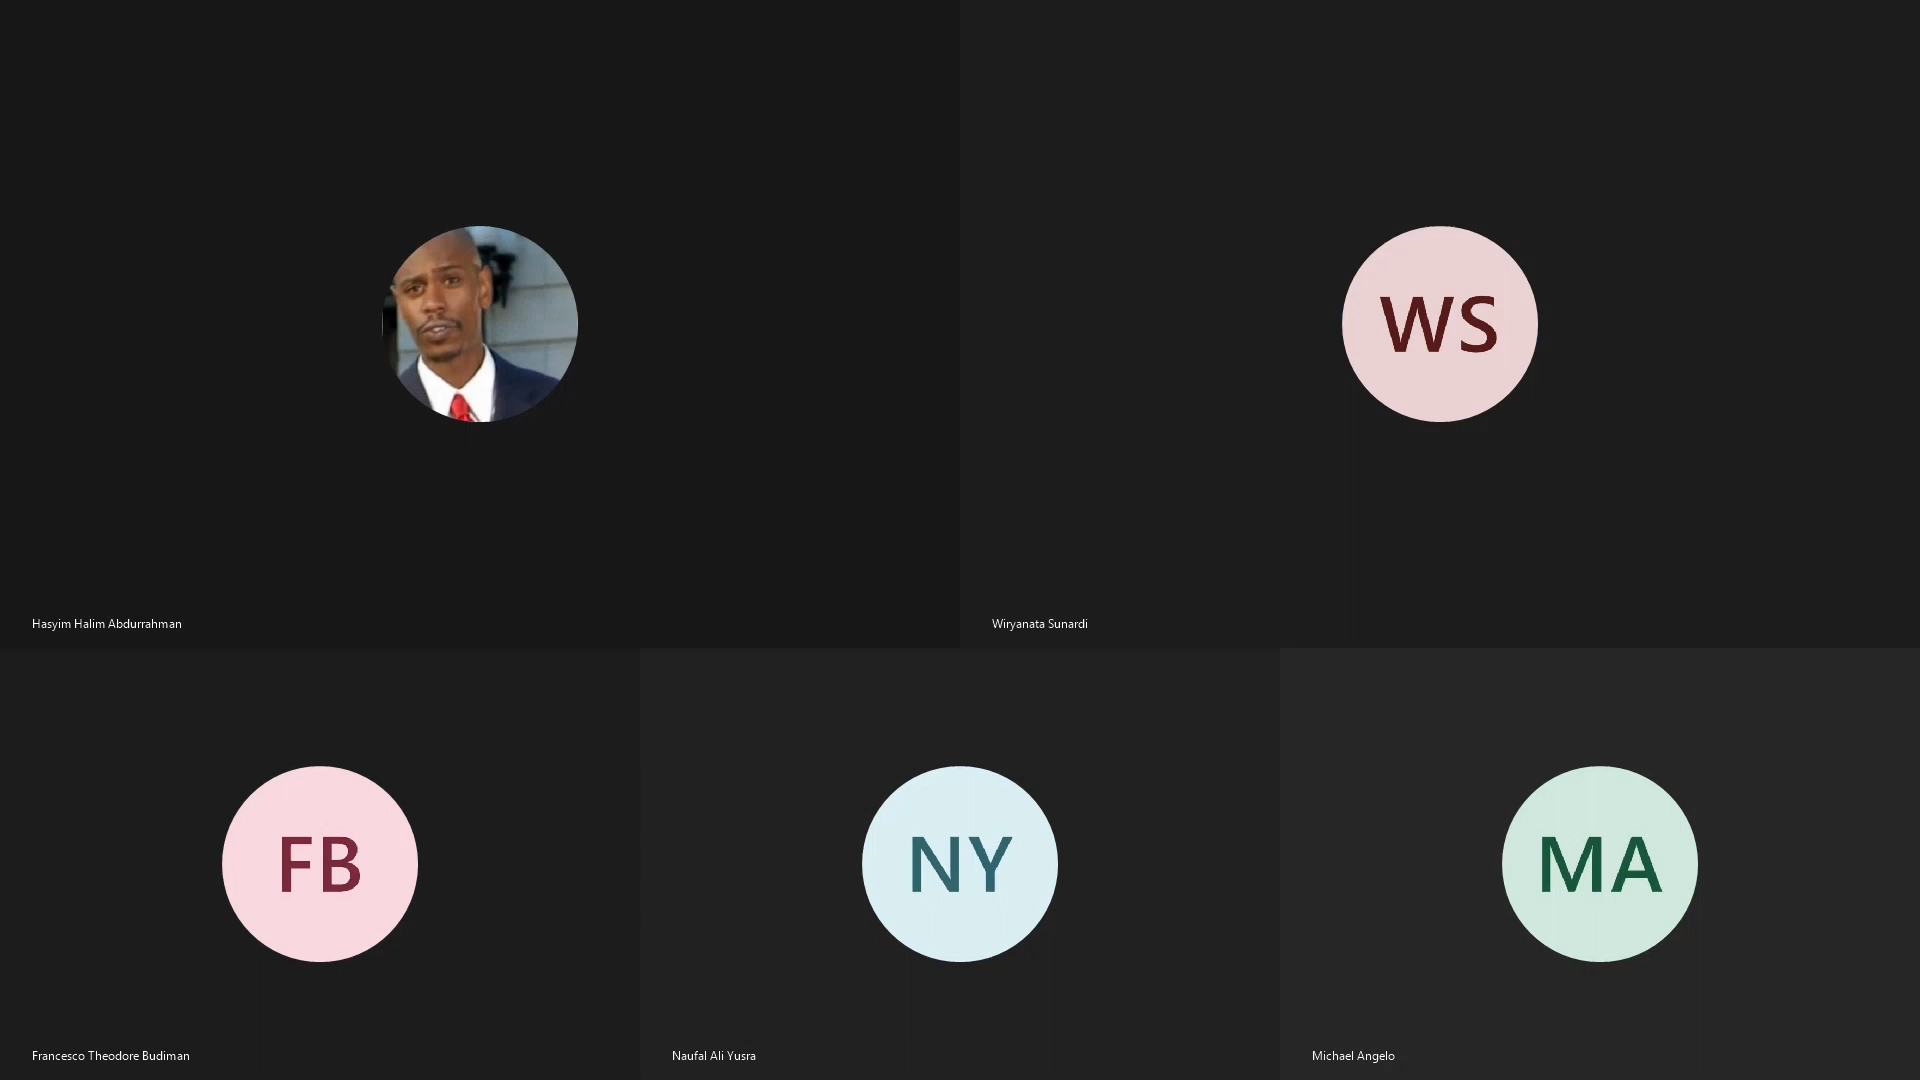 WS
Hasyim Halim Abdurrahman
Wiryanata Sunardi
FB
NY
MA
Francesco Theodore Budiman
Naufal Ali Yusra
Michael Angelo